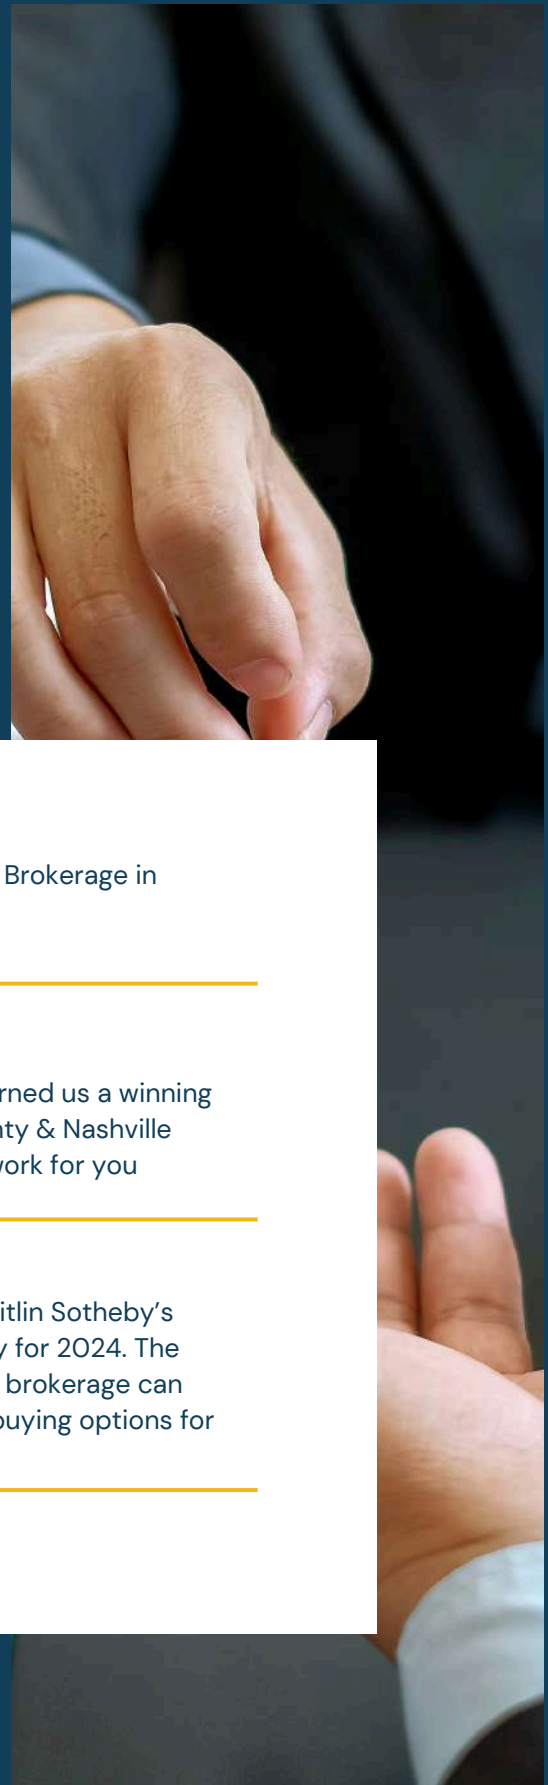 Brokerage in
rned us a winning
nty & Nashville
work for you
itlin Sotheby’s
y for 2024. The
brokerage can
buying options for